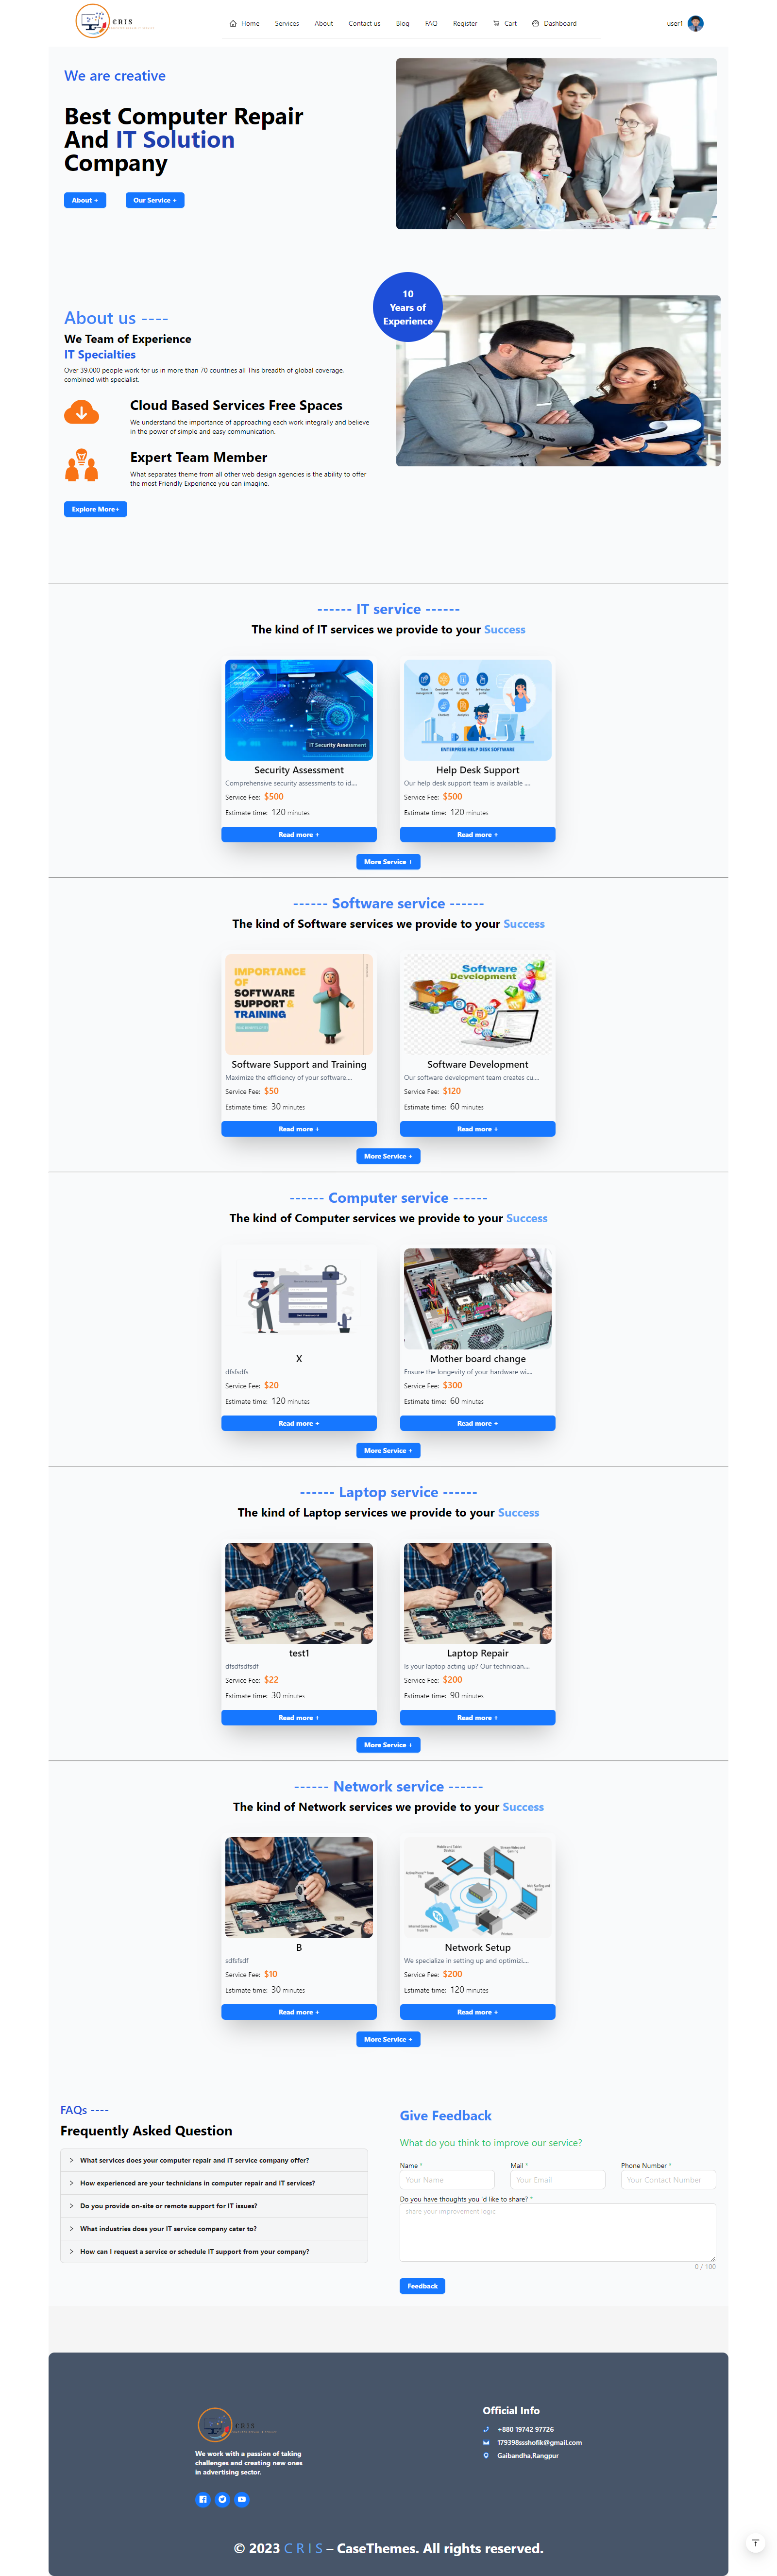 CRIS
Home Services About Contact us Blog FAQ Register Cart Dashboard
user1
We are creative
Best Computer Repair
And IT Solution
Company
About +
Our Service +
10
Years of
Experience
About us ----
We Team of Experience
IT Specialties
Over 39,000 people work for us in more than 70 countries all This breadth of global coverage,
combined with specialist.
Cloud Based Services Free Spaces
We understand the importance of approaching each work integrally and believe
in the power of simple and easy communication.
Expert Team Member
What separates theme from all other web design agencies is the ability to offer
the most Friendly Experience you can imagine.
Explore More+
------ IT service ------
The kind of IT services we provide to your Success
IT Security Assessment
Security Assessment
Comprehensive security assessments to id....
Service Fee: $500
Estimate time: 120 minutes
Read more +
ENTERPRISE HELP DESK SOFTWARE
Help Desk Support
Our help desk support team is available ....
Service Fee: $500
Estimate time: 120 minutes
Read more +
More Service +
------ Software service ------
The kind of Software services we provide to your Success
IMPORTANCE
OF
SOFTWARE
SUPPORT &
TRAINING
Software Support and Training
Maximize the efficiency of your software....
Service Fee: $50
Estimate time: 30 minutes
Read more +
Software
Development
Software Development
Our software development team creates cu....
Service Fee: $120
Estimate time: 60 minutes
Read more +
More Service +
------ Computer service ------
The kind of Computer services we provide to your Success
X
dfsfsdfs
Service Fee: $20
Estimate time: 120 minutes
Read more +
Mother board change
Ensure the longevity of your hardware wi....
Service Fee: $300
Estimate time: 60 minutes
Read more +
More Service +
------ Laptop service ------
The kind of Laptop services we provide to your Success
test1
dfsdfsdfsdf
Service Fee: $22
Estimate time: 30 minutes
Read more +
Laptop Repair
Is your laptop acting up? Our technician....
Service Fee: $200
Estimate time: 90 minutes
Read more +
More Service +
------ Network service ------
The kind of Network services we provide to your Success
B
sdfsfsdf
Service Fee: $10
Estimate time: 30 minutes
Read more +
Network Setup
We specialize in setting up and optimizi....
Service Fee: $200
Estimate time: 120 minutes
Read more +
More Service +
FAQs ----
Frequently Asked Question
What services does your computer repair and IT service company offer?
How experienced are your technicians in computer repair and IT services?
Do you provide on-site or remote support for IT issues?
What industries does your IT service company cater to?
How can I request a service or schedule IT support from your company?
Give Feedback
What do you think to improve our service?
Name * Mail * Phone Number *
Your Name Your Email Your Contact Number
Do you have thoughts you 'd like to share? *
share your improvement logic
0 / 100
Feedback
CRIS
We work with a passion of taking
challenges and creating new ones
in advertising sector.
Official Info
+880 19742 97726
179398ssshofik@gmail.com
Gaibandha,Rangpur
© 2023 C R I S – CaseThemes. All rights reserved.